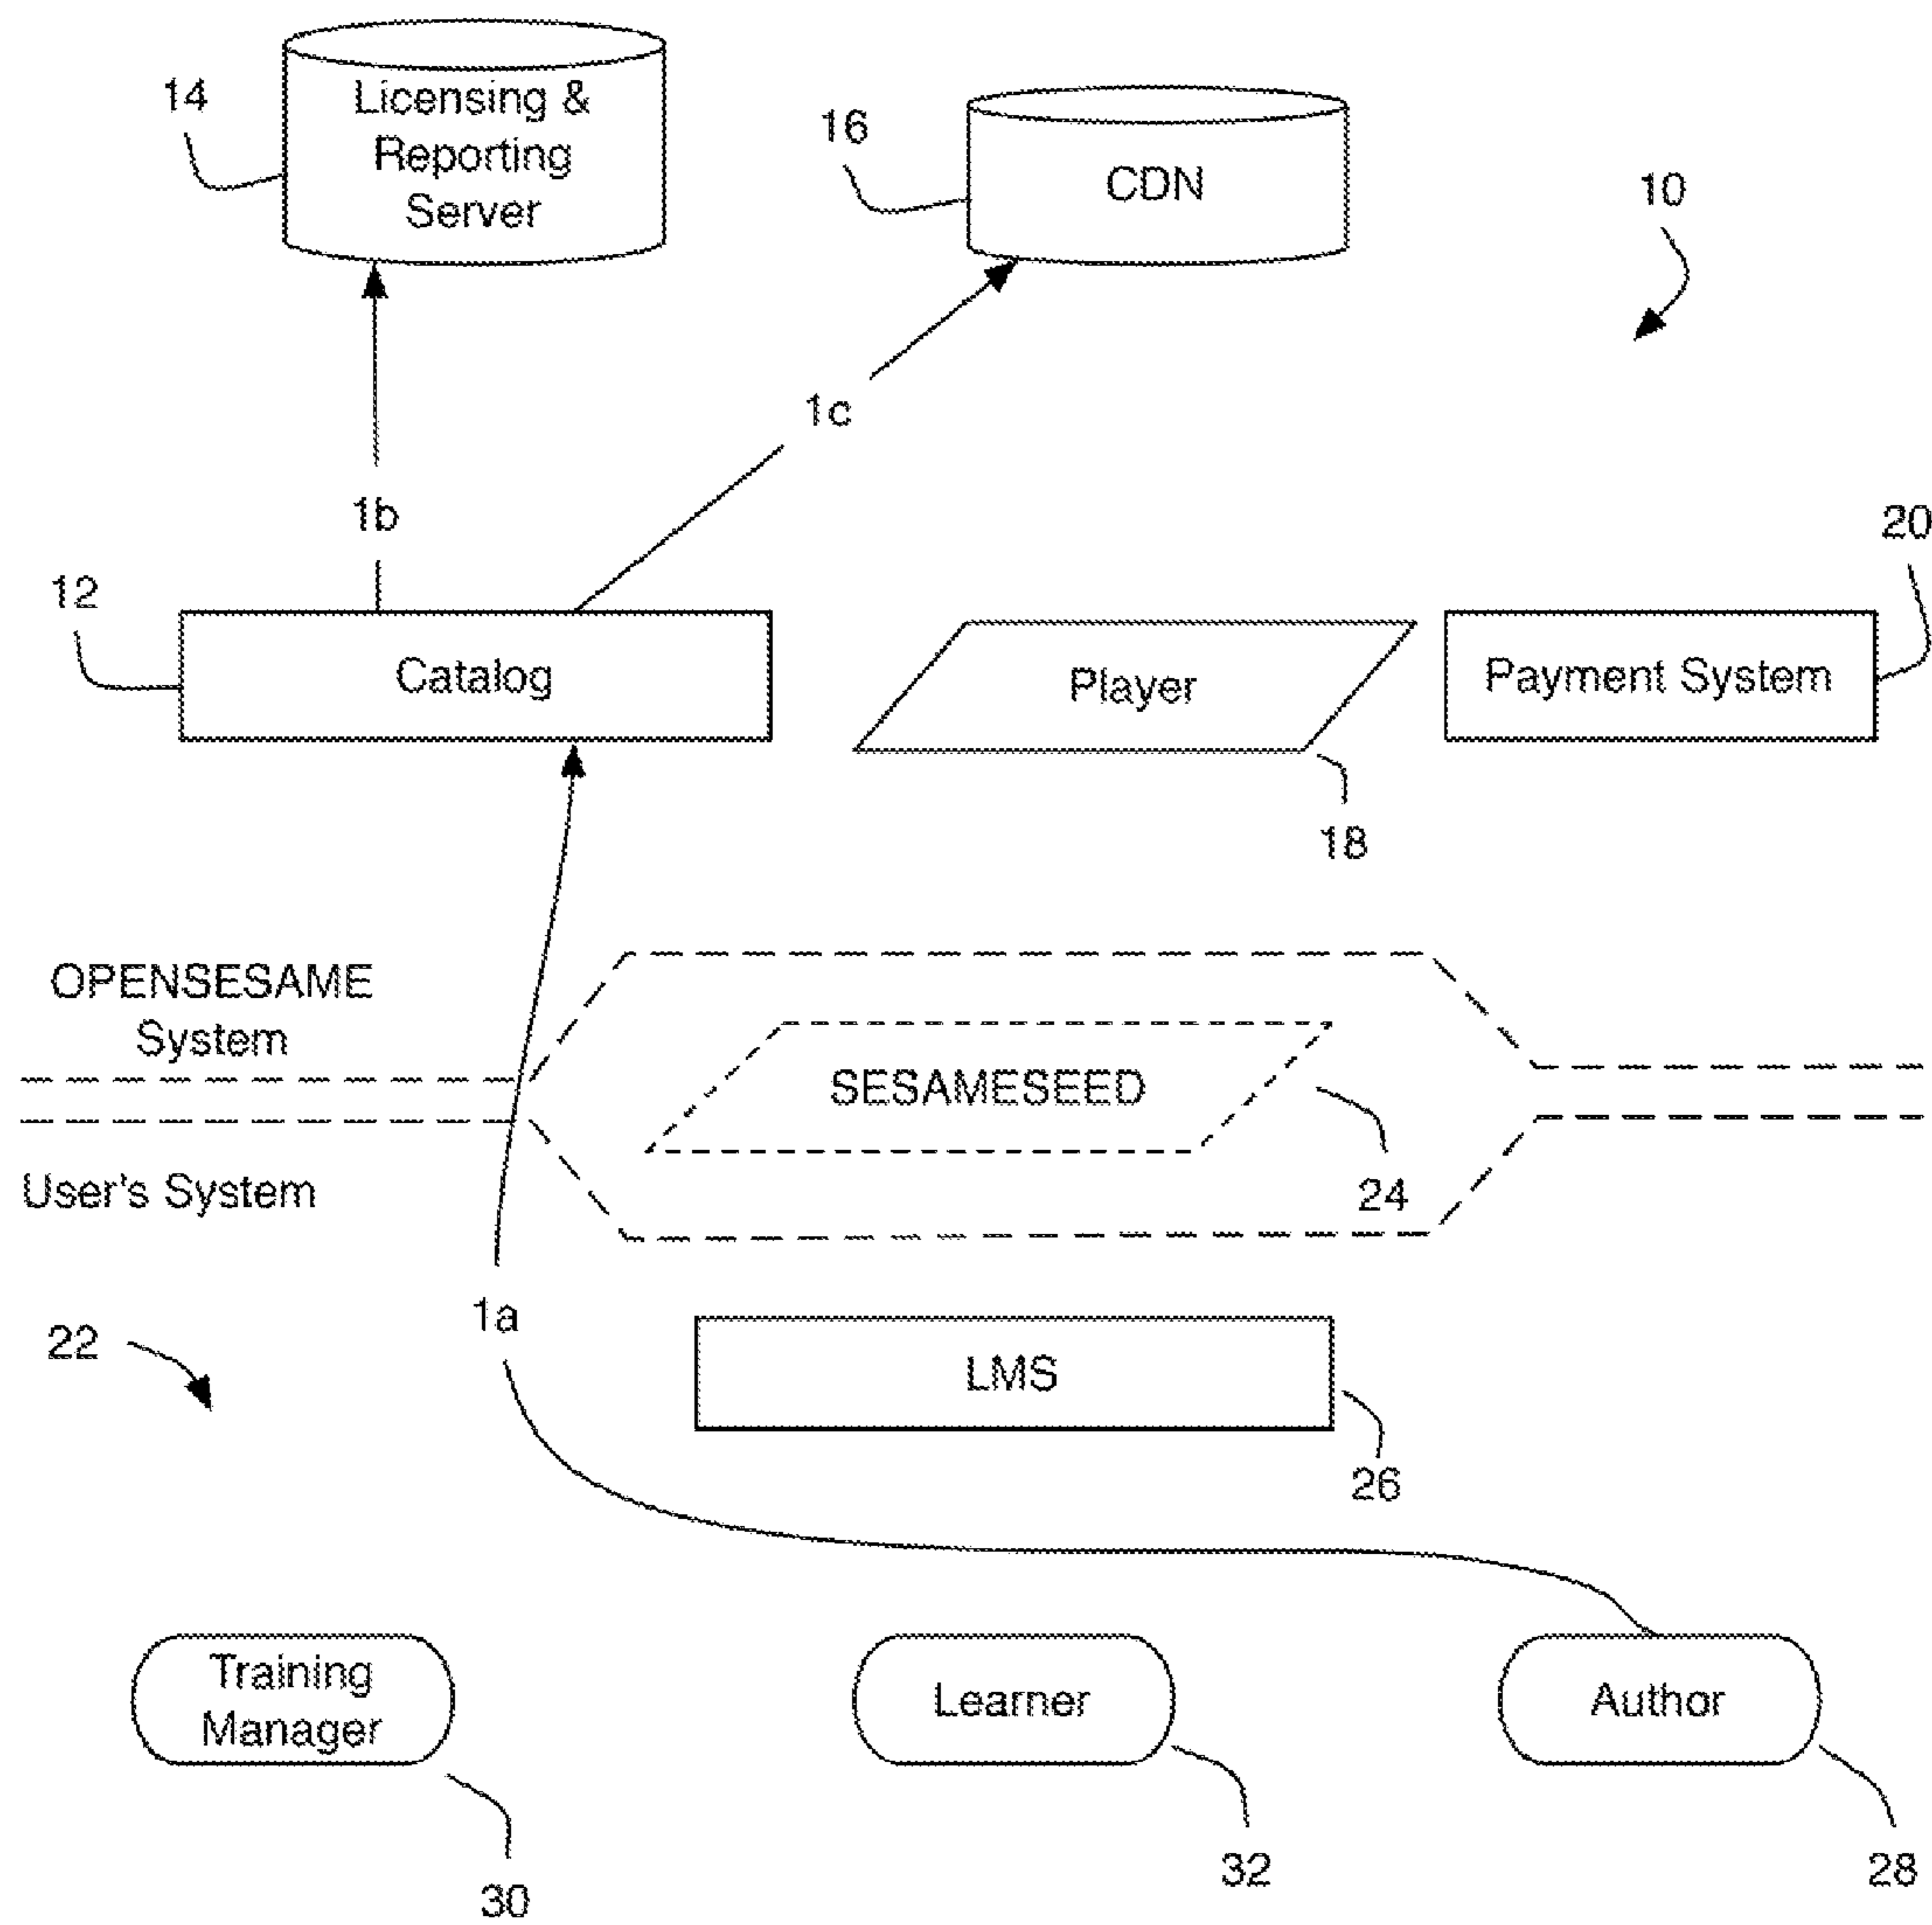 14
Licensing &
Reporting
Server
16
CDN
10
1c
1b
20
12
Catalog
Player
Payment System
18
OPENSESAME
System
SESAMESEED
User's System
24
1a
22
LMS
26
Training
Manager
Learner
Author
30
32
28